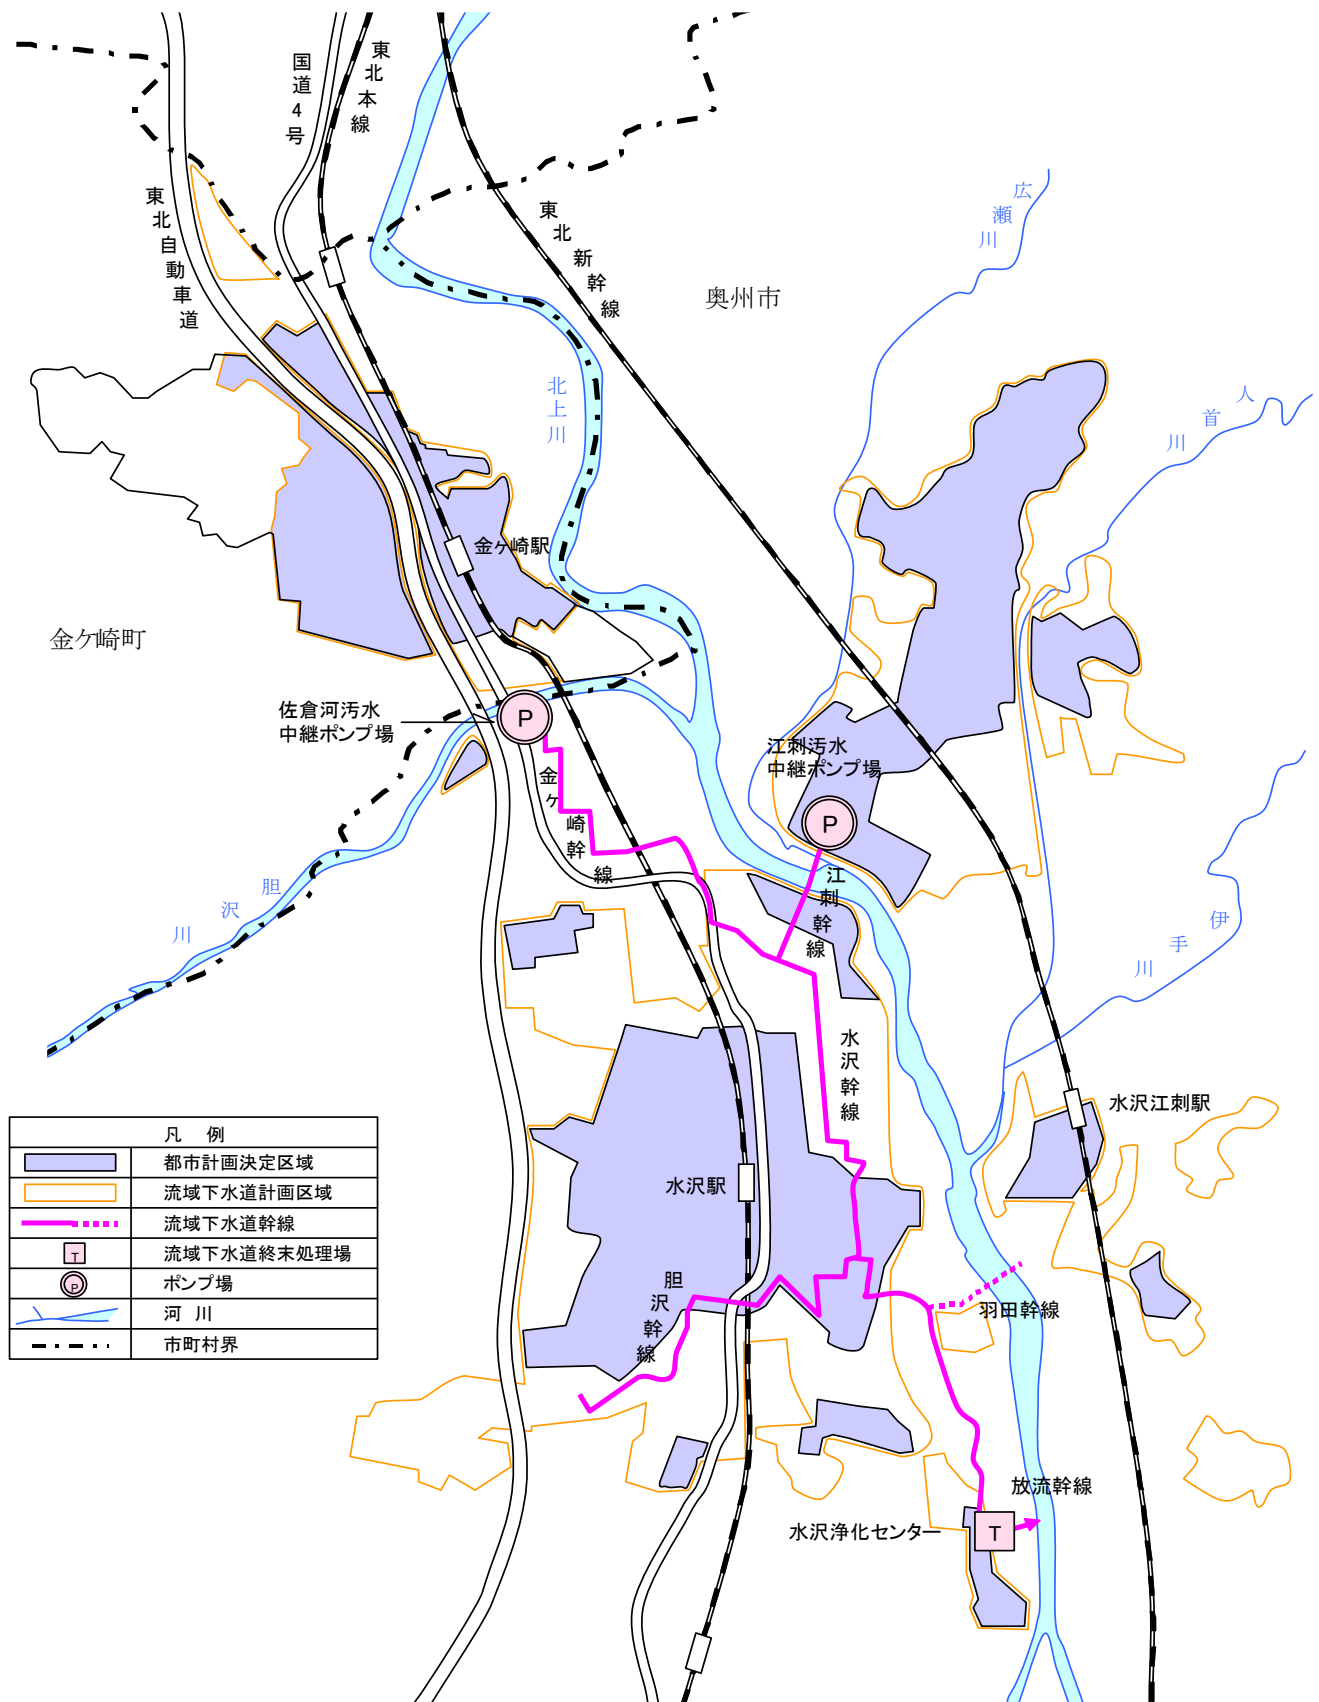 国道4号
東北本線
東北自動車道
東北新幹線
広瀬川
奥州市
北上川
人首川
金ヶ崎駅
金ケ崎町
佐倉河汚水
中継ポンプ場
P
江刺汚水
中継ポンプ場
P
金ヶ崎幹線
江刺幹線
胆沢川
伊手川
水沢幹線
水沢江刺駅
水沢駅
胆沢幹線
羽田幹線
放流幹線
水沢浄化センター
T
凡 例
都市計画決定区域
流域下水道計画区域
流域下水道幹線
T 流域下水道終末処理場
P ポンプ場
河 川
市町村界